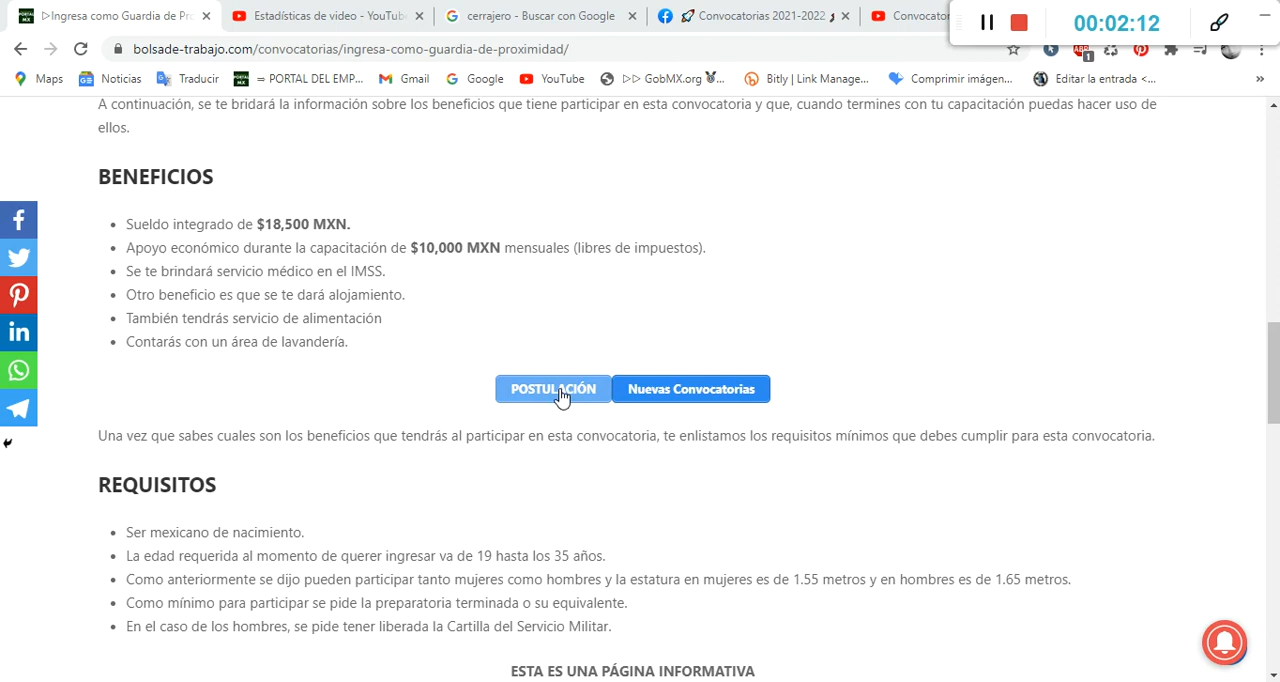 ▷Ingresa como Guardia de Pro
Estadísticas de video - YouTube
cerrajero - Buscar con Google
🚀 Convocatorias 2021-2022
Convocator
00:02:12
bolsade-trabajo.com/convocatorias/ingresa-como-guardia-de-proximidad/
ABP
1
Maps
Noticias
Traducir
⇒ PORTAL DEL EMP...
Gmail
Google
YouTube
▷▷ GobMX.org
Bitly | Link Manage...
Comprimir imágen...
Editar la entrada <...
»
A continuación, se te bridará la información sobre los beneficios que tiene participar en esta convocatoria y que, cuando termines con tu capacitación puedas hacer uso de
ellos.
BENEFICIOS
• Sueldo integrado de $18,500 MXN.
• Apoyo económico durante la capacitación de $10,000 MXN mensuales (libres de impuestos).
• Se te brindará servicio médico en el IMSS.
• Otro beneficio es que se te dará alojamiento.
• También tendrás servicio de alimentación
• Contarás con un área de lavandería.
POSTULACIÓN
Nuevas Convocatorias
Una vez que sabes cuales son los beneficios que tendrás al participar en esta convocatoria, te enlistamos los requisitos mínimos que debes cumplir para esta convocatoria.
REQUISITOS
• Ser mexicano de nacimiento.
• La edad requerida al momento de querer ingresar va de 19 hasta los 35 años.
• Como anteriormente se dijo pueden participar tanto mujeres como hombres y la estatura en mujeres es de 1.55 metros y en hombres es de 1.65 metros.
• Como mínimo para participar se pide la preparatoria terminada o su equivalente.
• En el caso de los hombres, se pide tener liberada la Cartilla del Servicio Militar.
ESTA ES UNA PÁGINA INFORMATIVA